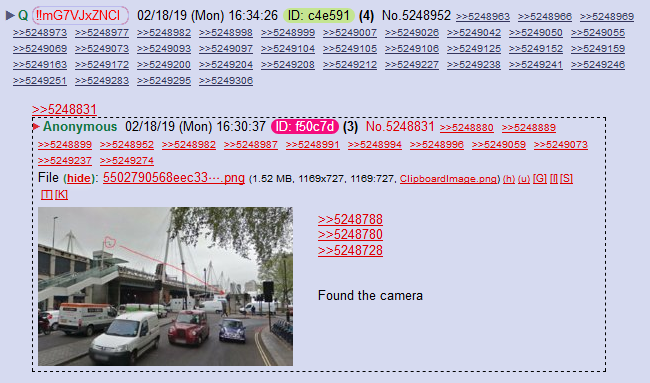 ▶ Q !!mG7VJxZNCI 02/18/19 (Mon) 16:34:26 ID: c4e591 (4) No.5248952 >>5248963 >>5248966 >>5248969
>>5248973 >>5248977 >>5248982 >>5248998 >>5248999 >>5249007 >>5249026 >>5249042 >>5249050 >>5249055
>>5249069 >>5249073 >>5249093 >>5249097 >>5249104 >>5249105 >>5249106 >>5249125 >>5249152 >>5249159
>>5249163 >>5249172 >>5249200 >>5249204 >>5249208 >>5249212 >>5249227 >>5249238 >>5249241 >>5249246
>>5249251 >>5249283 >>5249295 >>5249306
>>5248831
▶ Anonymous 02/18/19 (Mon) 16:30:37 ID: f50c7d (3) No.5248831 >>5248880 >>5248889
>>5248899 >>5248952 >>5248982 >>5248987 >>5248991 >>5248994 >>5248996 >>5249059 >>5249073
>>5249237 >>5249274
File (hide): 5502790568eec33⋯.png (1.52 MB, 1169x727, 1169:727, ClipboardImage.png) (h) (u) [G] [I] [S]
[T] [K]
>>5248788
>>5248780
>>5248728
Found the camera